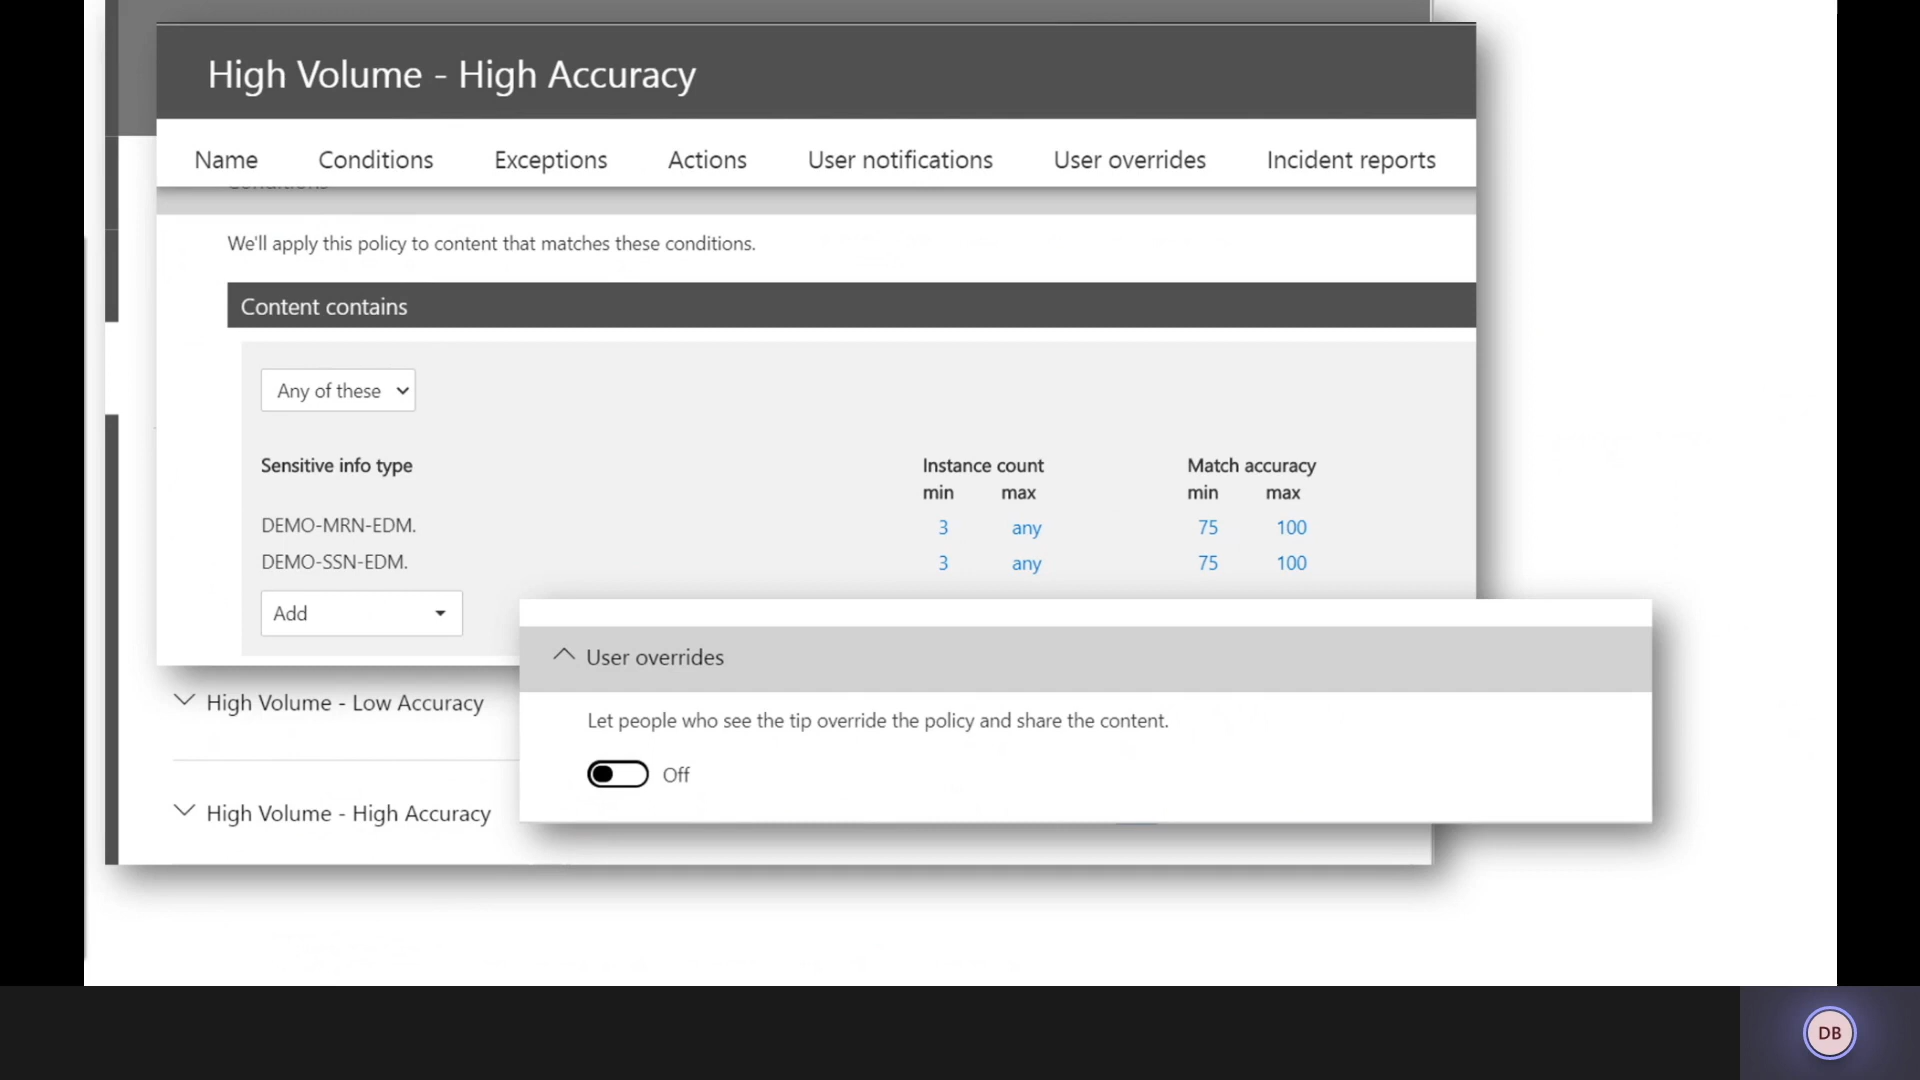 High Volume - High Accuracy
Name Conditions Exceptions Actions User notifications User overrides Incident reports
Conditions
We'll apply this policy to content that matches these conditions.
Content contains
Any of these
Sensitive info type Instance count Match accuracy
min max min max
DEMO-MRN-EDM. 3 any 75 100
DEMO-SSN-EDM. 3 any 75 100
Add
User overrides
High Volume - Low Accuracy
Let people who see the tip override the policy and share the content.
Off
High Volume - High Accuracy
DB